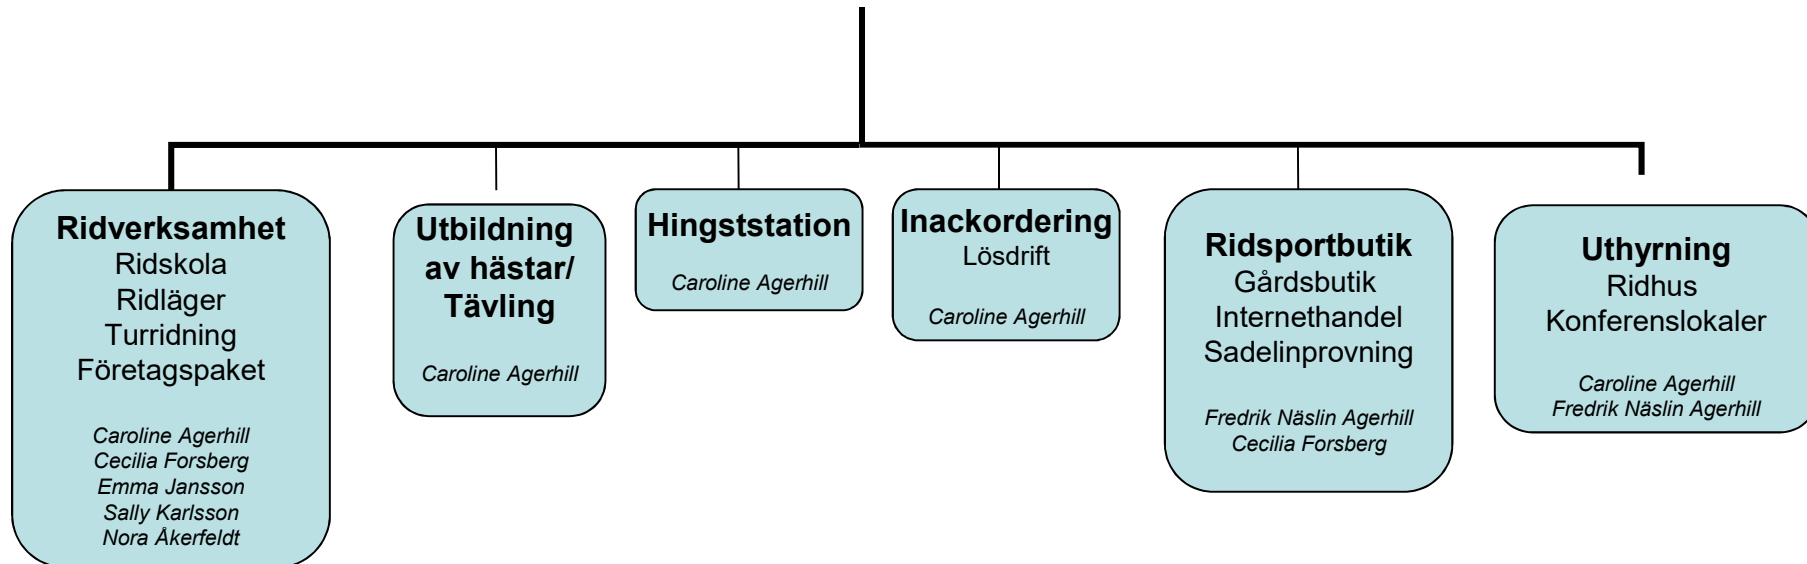 Ridverksamhet
Ridskola
Ridläger
Turridning
Företagspaket
Caroline Agerhill
Cecilia Forsberg
Emma Jansson
Sally Karlsson
Nora Åkerfeldt
Utbildning
av hästar/
Tävling
Caroline Agerhill
Hingststation
Caroline Agerhill
Inackordering
Lösdrift
Caroline Agerhill
Ridsportbutik
Gårdsbutik
Internethandel
Sadelinprovning
Fredrik Näslin Agerhill
Cecilia Forsberg
Uthyrning
Ridhus
Konferenslokaler
Caroline Agerhill
Fredrik Näslin Agerhill